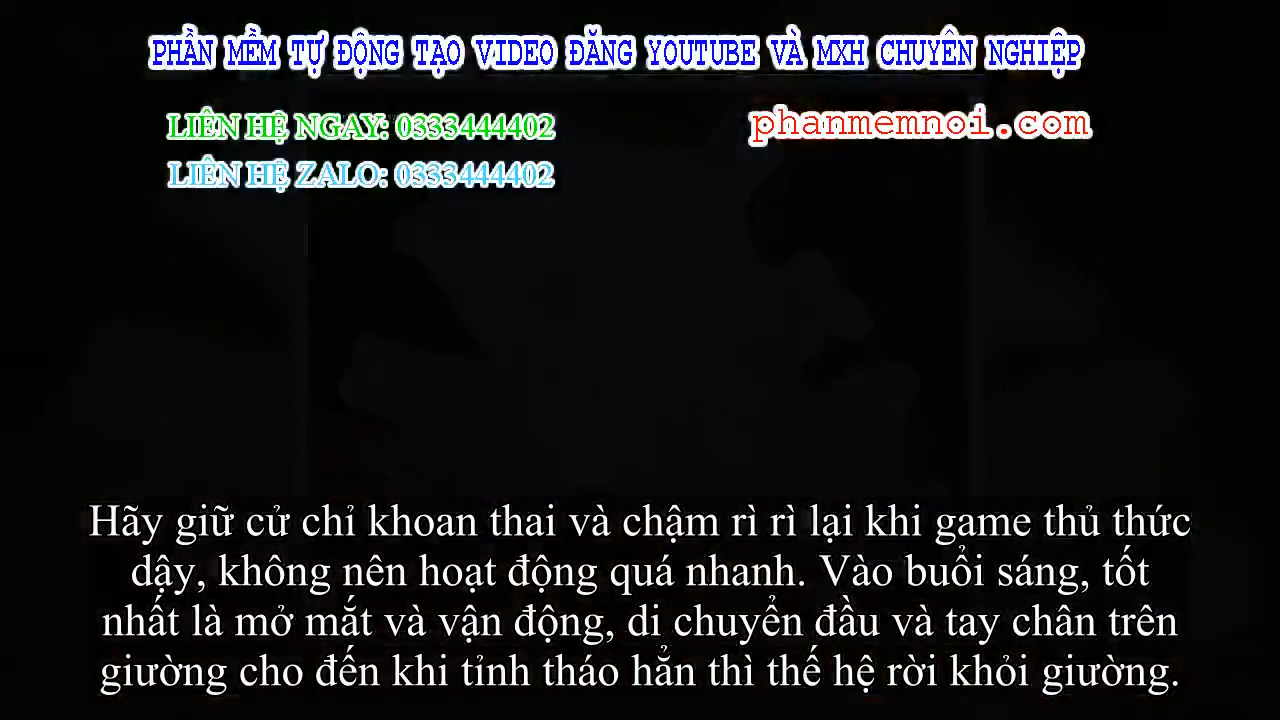 PHẦN MỀM TỰ ĐỘNG TẠO VIDEO ĐĂNG YOUTUBE VÀ MXH CHUYÊN NGHIỆP
LIÊN HỆ NGAY: 0333444402
phanmemnoi.com
LIÊN HỆ ZALO: 0333444402
Hãy giữ cử chỉ khoan thai và chậm rì rì lại khi game thủ thức
dậy, không nên hoạt động quá nhanh. Vào buổi sáng, tốt
nhất là mở mắt và vận động, di chuyển đầu và tay chân trên
giường cho đến khi tỉnh tháo hẳn thì thế hệ rời khỏi giường.